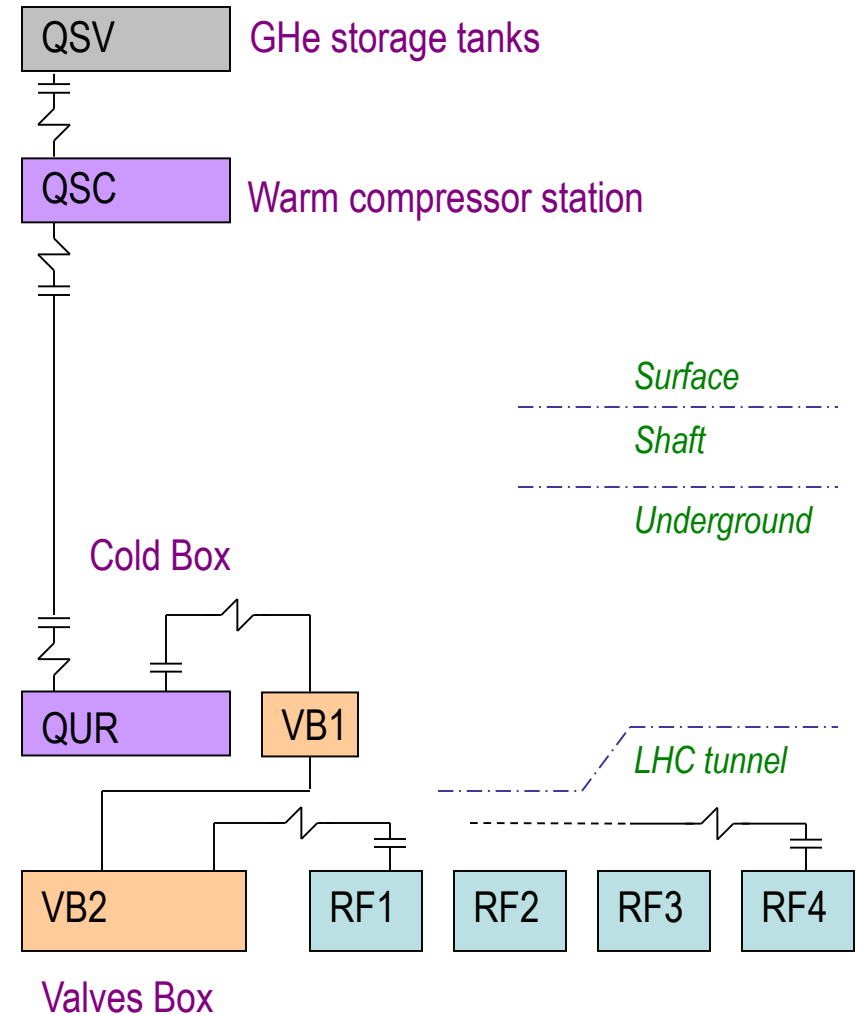 QSV
GHe storage tanks
QSC
Warm compressor station
Surface
Shaft
Underground
Cold Box
QUR
VB1
LHC tunnel
VB2
RF1
RF2
RF3
RF4
Valves Box